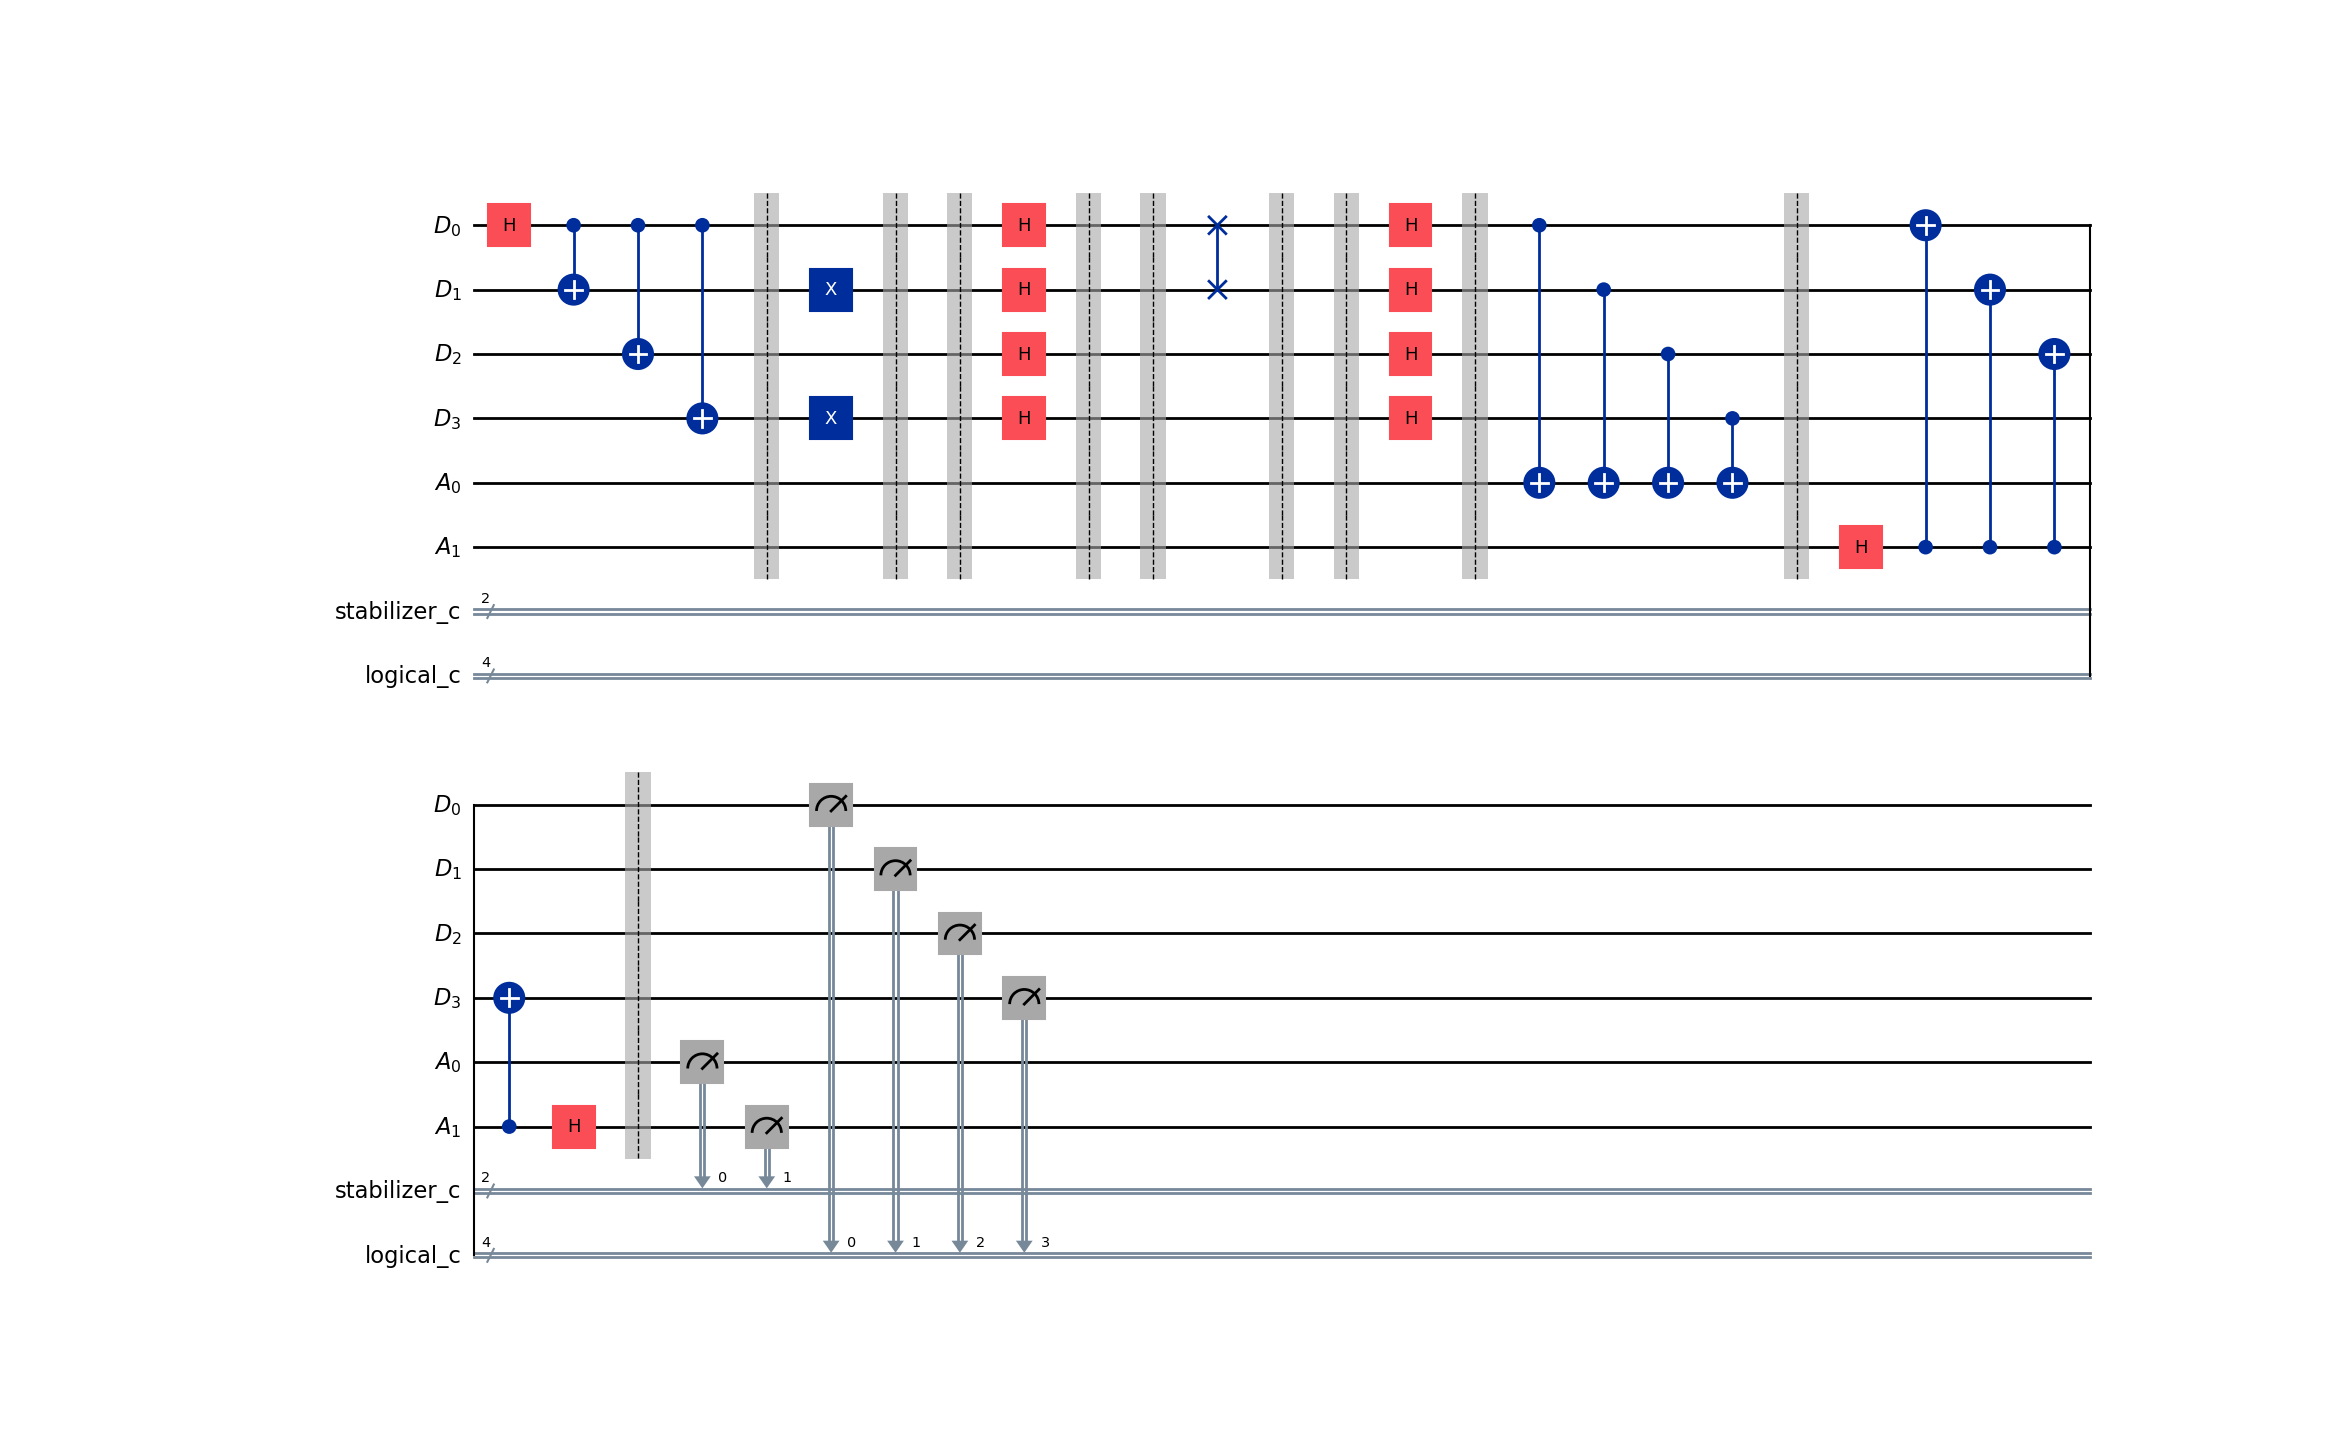 D0 H H H
D1 X H H
D2 H H
D3 X H H
A0
A1 H
stabilizer_c 2
logical_c 4
D0
D1
D2
D3
A0
A1 H
stabilizer_c 2 0 1
logical_c 4 0 1 2 3